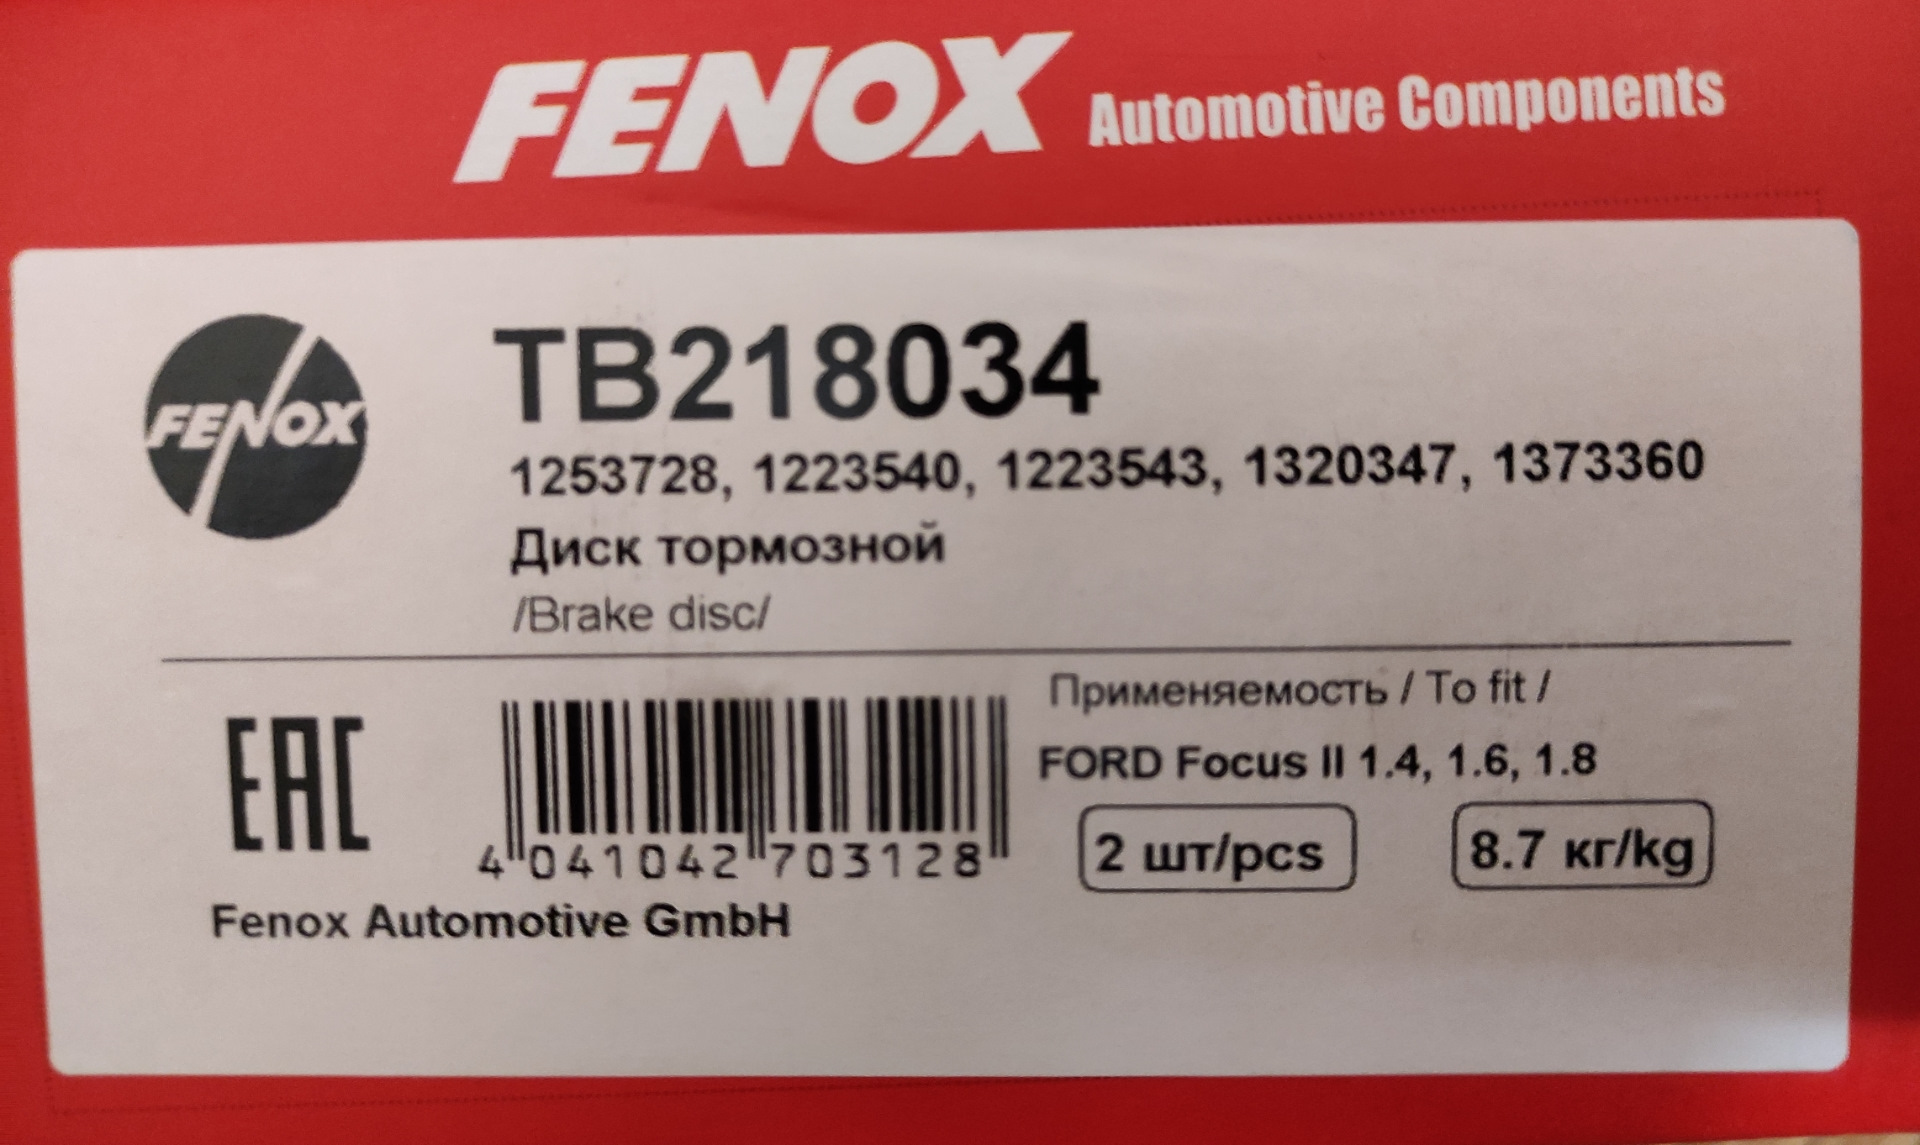 FENOX Automotive Components
FENOX
TB218034
1253728, 1223540, 1223543, 1320347, 1373360
Диск тормозной
/Brake disc/
EAC
Применяемость / To fit /
FORD Focus II 1.4, 1.6, 1.8
2 шт/pcs
8.7 кг/kg
4 041042 703128
Fenox Automotive GmbH